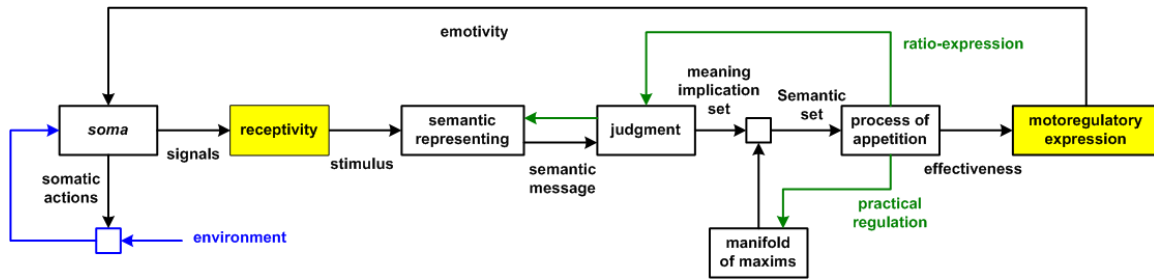 emotivity
ratio-expression
meaning
implication
set
Semantic
set
soma
receptivity
semantic
representing
judgment
process of
appetition
motoregulatory
expression
signals
stimulus
semantic
message
effectiveness
somatic
actions
practical
regulation
environment
manifold
of maxims